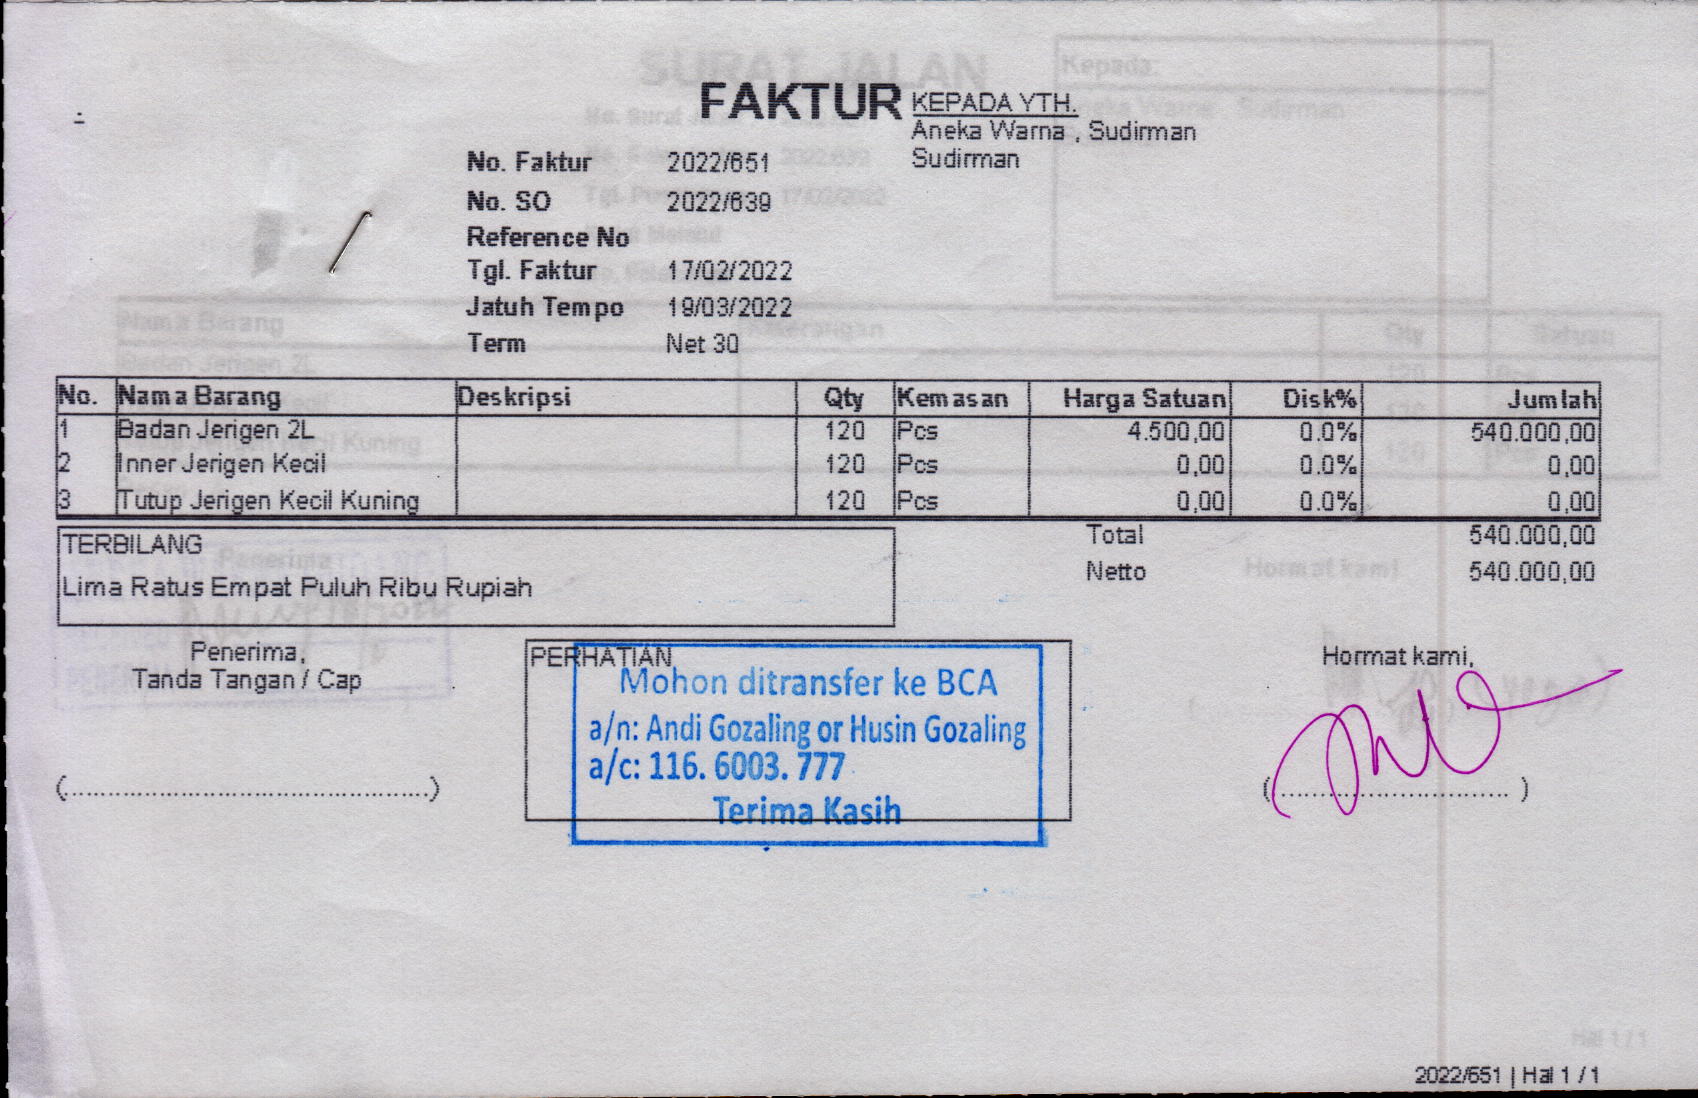 FAKTUR
KEPADA YTH.
Aneka Warna , Sudirman
Sudirman
No. Faktur 2022/651
No. SO 2022/639
Reference No
Tgl. Faktur 17/02/2022
Jatuh Tempo 19/03/2022
Term Net 30
No. Nama Barang Deskripsi Qty Kemasan Harga Satuan Disk% Jumlah
1 Badan Jerigen 2L 120 Pcs 4.500,00 0.0% 540.000,00
2 Inner Jerigen Kecil 120 Pcs 0,00 0.0% 0,00
3 Tutup Jerigen Kecil Kuning 120 Pcs 0,00 0.0% 0,00
Total 540.000,00
Netto 540.000,00
TERBILANG
Lima Ratus Empat Puluh Ribu Rupiah
Penerima,
Tanda Tangan / Cap
(................................................)
PERHATIAN
Mohon ditransfer ke BCA
a/n: Andi Gozaling or Husin Gozaling
a/c: 116. 6003. 777
Terima Kasih
Hormat kami,
(.............................. )
2022/651 | Hal 1 / 1